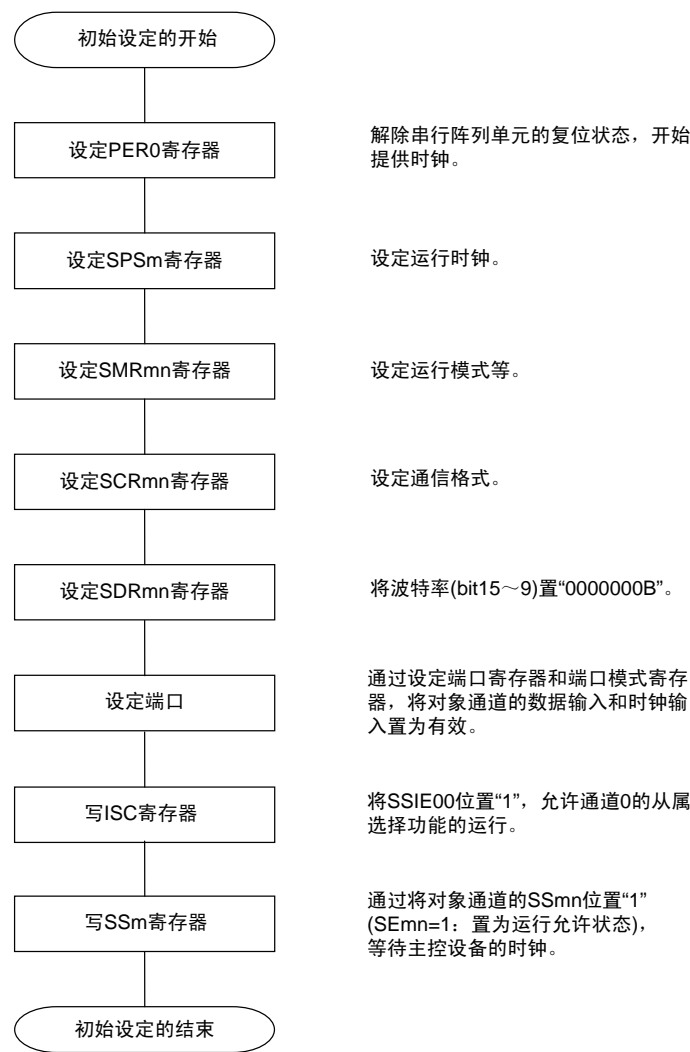 初始设定的开始
设定PER0寄存器
解除串行阵列单元的复位状态，开始
提供时钟。
设定SPSm寄存器
设定运行时钟。
设定SMRmn寄存器
设定运行模式等。
设定SCRmn寄存器
设定通信格式。
设定SDRmn寄存器
将波特率(bit15～9)置“0000000B”。
设定端口
通过设定端口寄存器和端口模式寄存
器，将对象通道的数据输入和时钟输
入置为有效。
写ISC寄存器
将SSIE00位置“1”，允许通道0的从属
选择功能的运行。
写SSm寄存器
通过将对象通道的SSmn位置“1”
(SEmn=1：置为运行允许状态)，
等待主控设备的时钟。
初始设定的结束